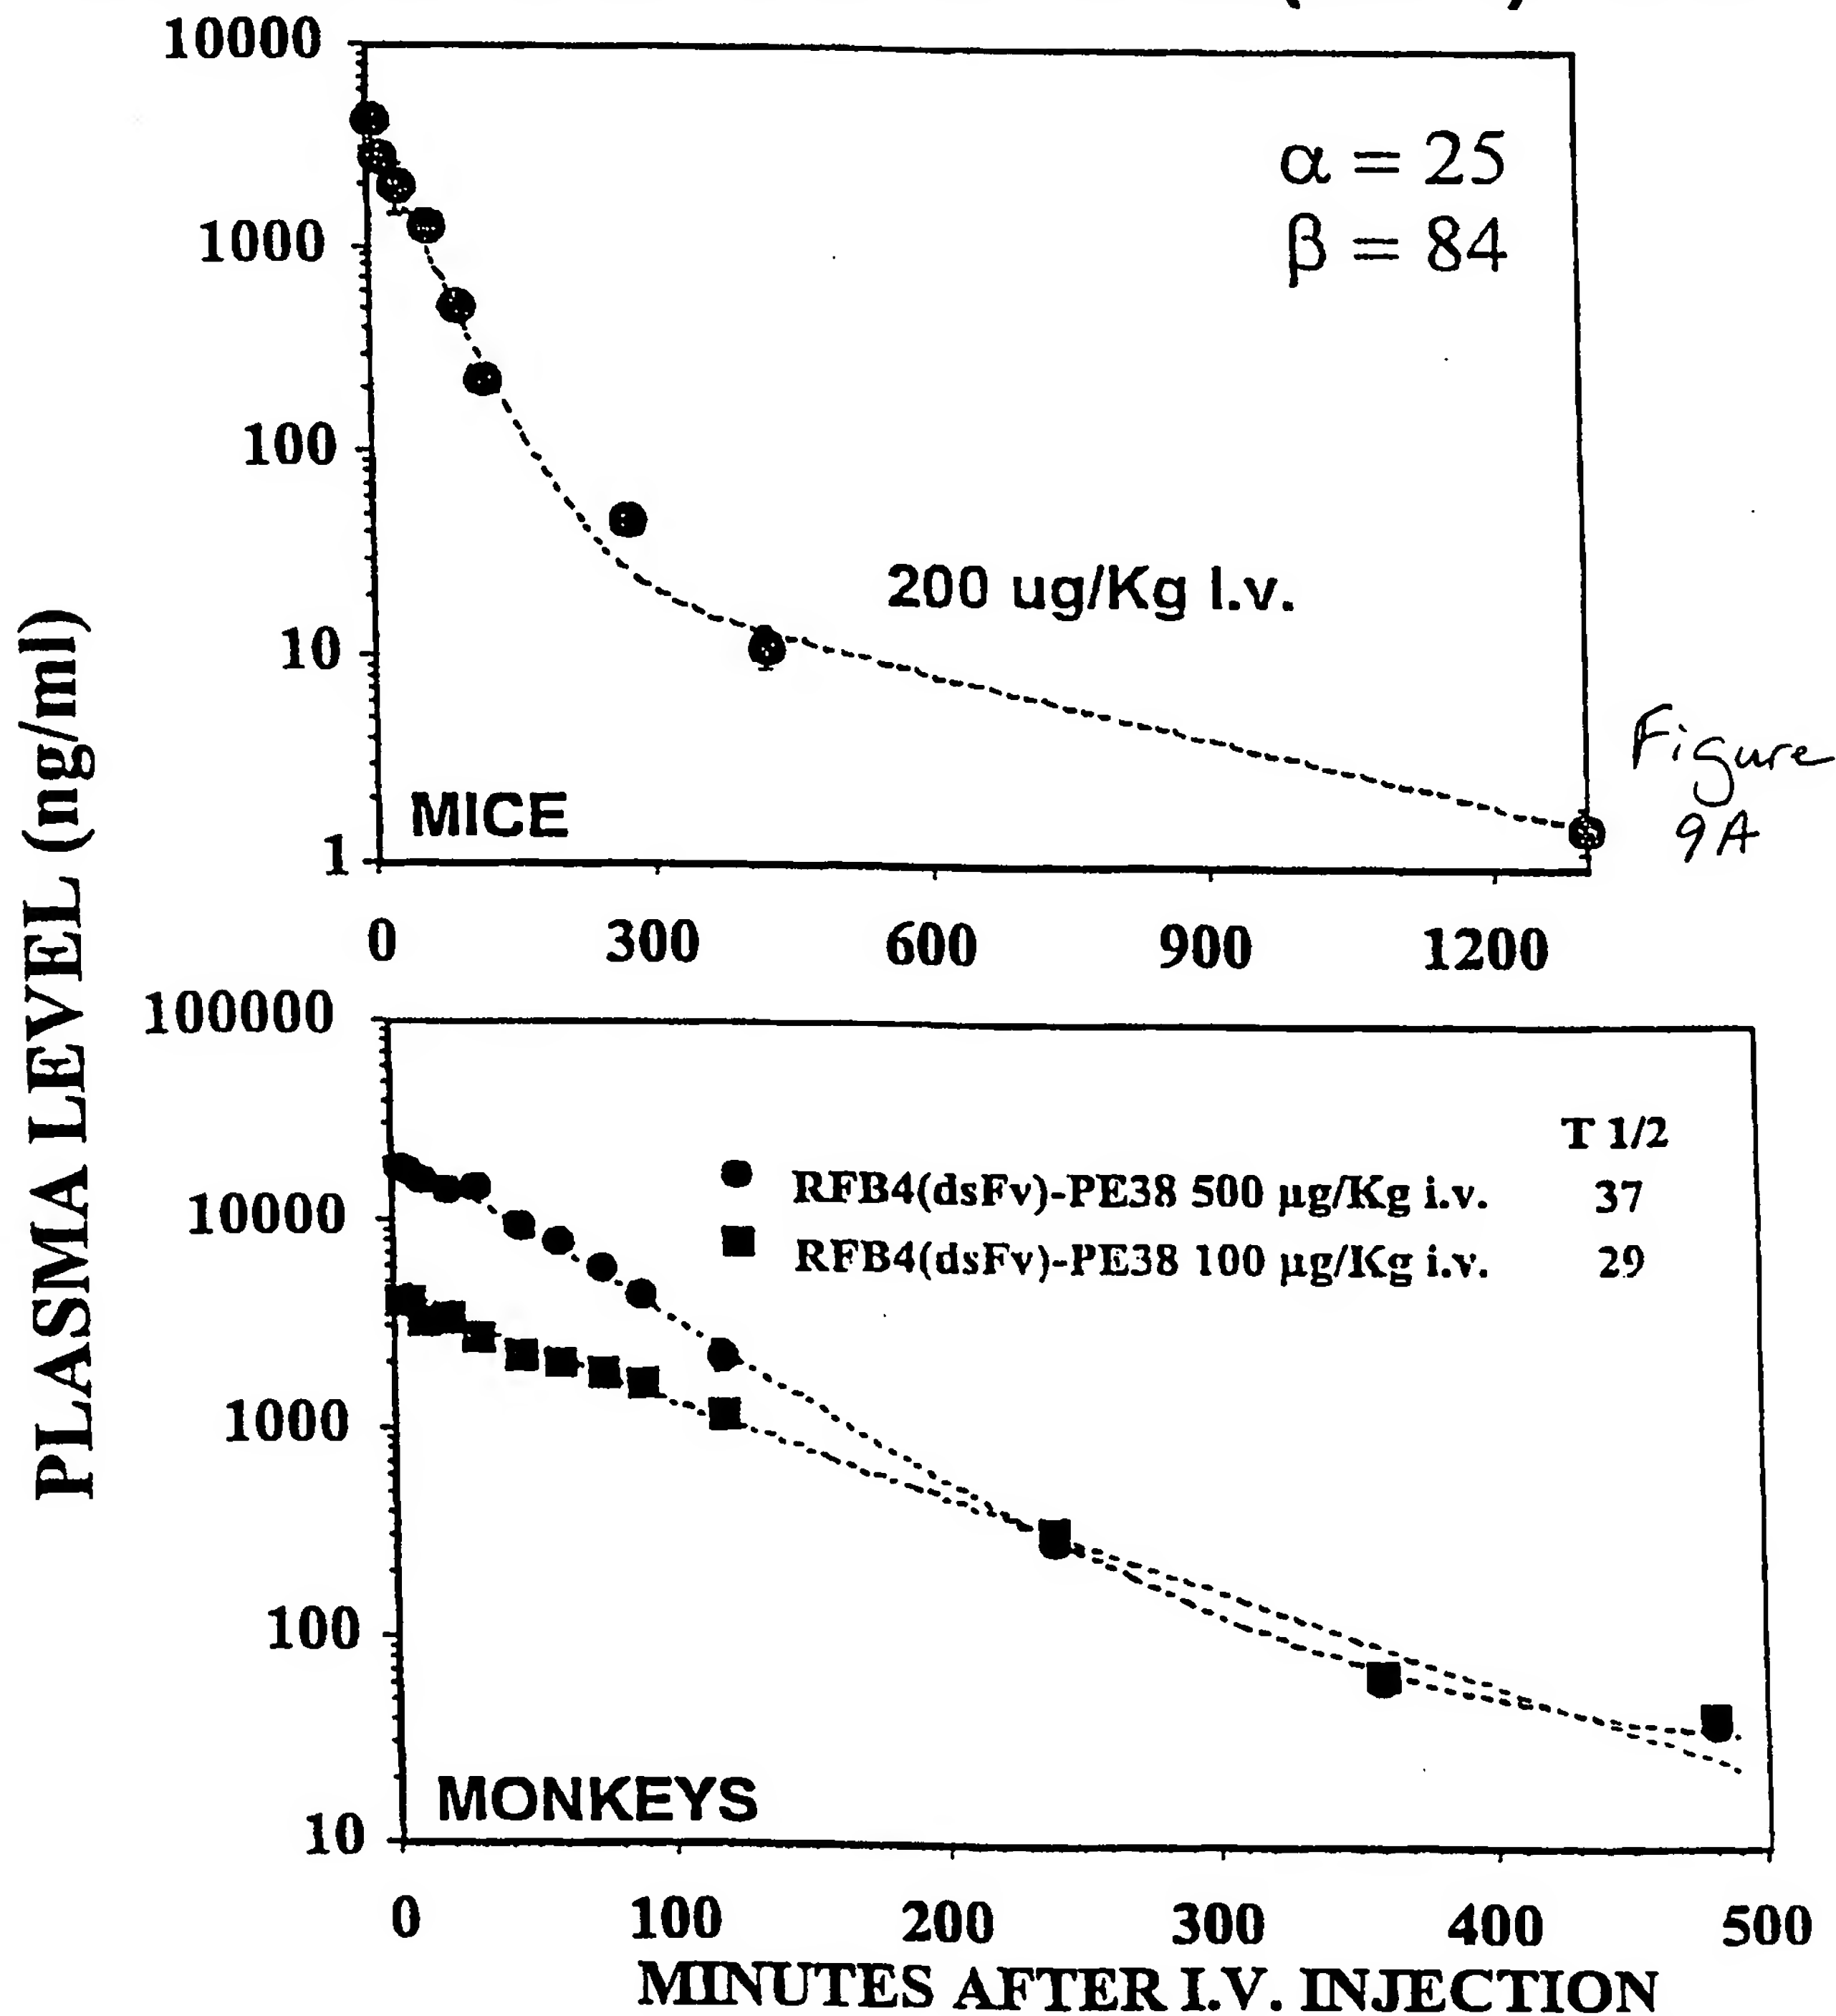 10000
1000
100
10
1
α = 25
β = 84
200 ug/Kg I.v.
MICE
0 300 600 900 1200
Figure
9A
PLASMA LEVEL (ng/ml)
100000
10000
1000
100
10
T 1/2
RFB4(dsFv)-PE38 500 µg/Kg i.v. 37
RFB4(dsFv)-PE38 100 µg/Kg i.v. 29
MONKEYS
0 100 200 300 400 500
MINUTES AFTER I.V. INJECTION